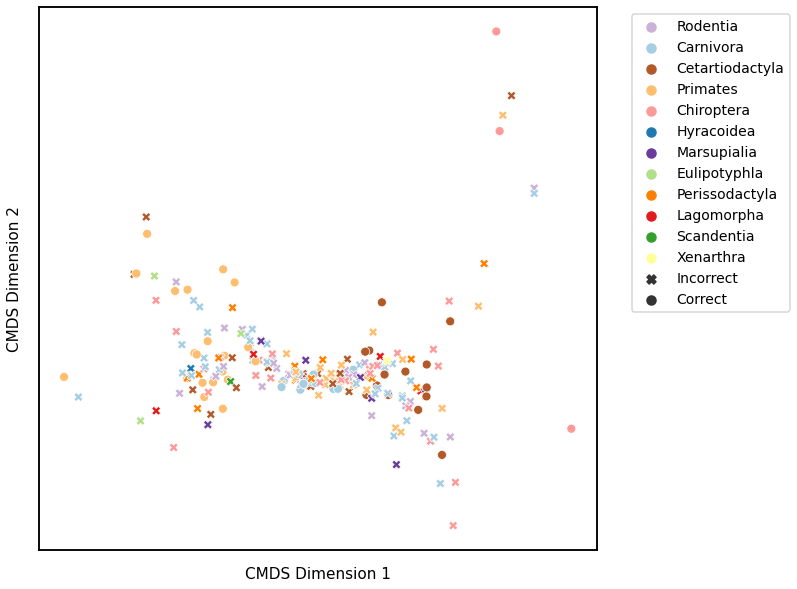 CMDS Dimension 2
CMDS Dimension 1
Rodentia
Carnivora
Cetartiodactyla
Primates
Chiroptera
Hyracoidea
Marsupialia
Eulipotyphla
Perissodactyla
Lagomorpha
Scandentia
Xenarthra
Incorrect
Correct